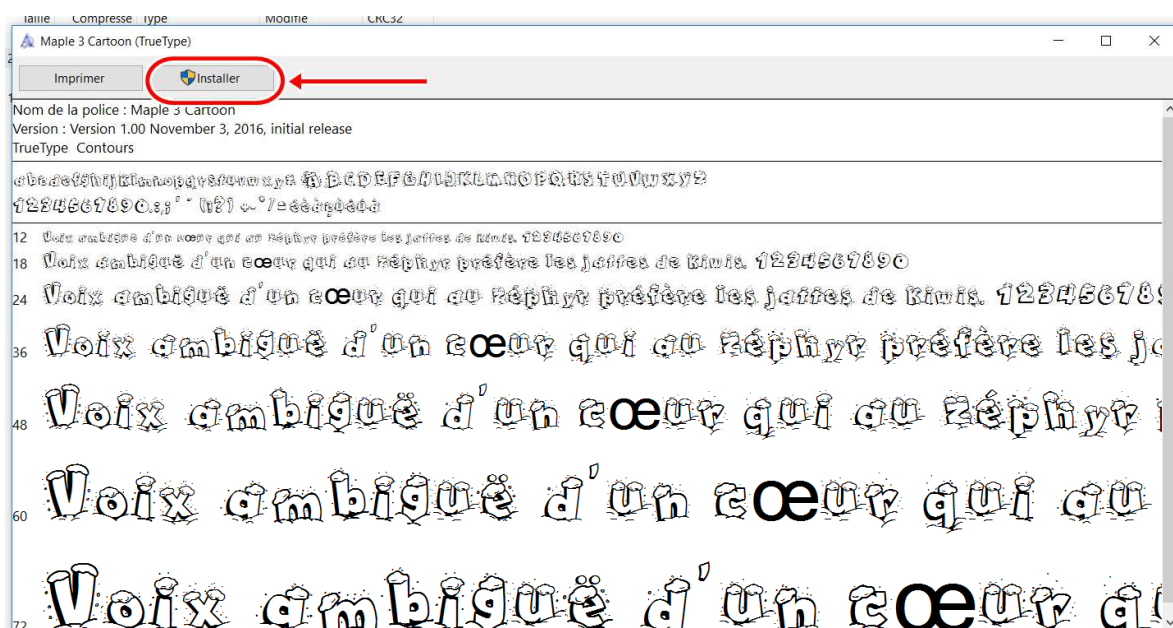 Taille Compressé Type Modifié CRC32
Maple 3 Cartoon (TrueType)
Imprimer Installer
Nom de la police : Maple 3 Cartoon
Version : Version 1.00 November 3, 2016, initial release
TrueType Contours
abcdefghijklmnopqrstuvwxyz ABCDEFGHIJKLMNOPQRSTUVWXYZ
1234567890.:,;
12 Voix ambiguë d'un cœur qui au zéphyr préfère les jattes de kiwis. 1234567890
18 Voix ambiguë d'un cœur qui au zéphyr préfère les jattes de kiwis. 1234567890
24 Voix ambiguë d'un cœur qui au zéphyr préfère les jattes de kiwis. 123456789
36 Voix ambiguë d'un cœur qui au zéphyr préfère les ja
48 Voix ambiguë d'un cœur qui au zéphyr
60 Voix ambiguë d'un cœur qui au
72 Voix ambiguë d'un cœur qu